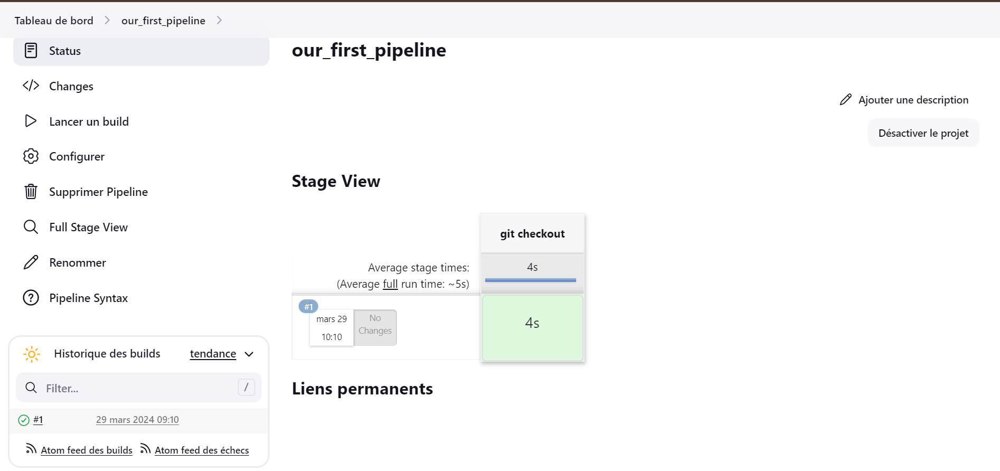 Tableau de bord
our_first_pipeline
Status
Changes
Lancer un build
Configurer
Supprimer Pipeline
Full Stage View
Renommer
Pipeline Syntax
Historique des builds
tendance
Filter...
/
#1
29 mars 2024 09:10
Atom feed des builds
Atom feed des échecs
our_first_pipeline
Ajouter une description
Désactiver le projet
Stage View
git checkout
Average stage times:
(Average full run time: ~5s)
4s
#1
mars 29
10:10
No
Changes
4s
Liens permanents